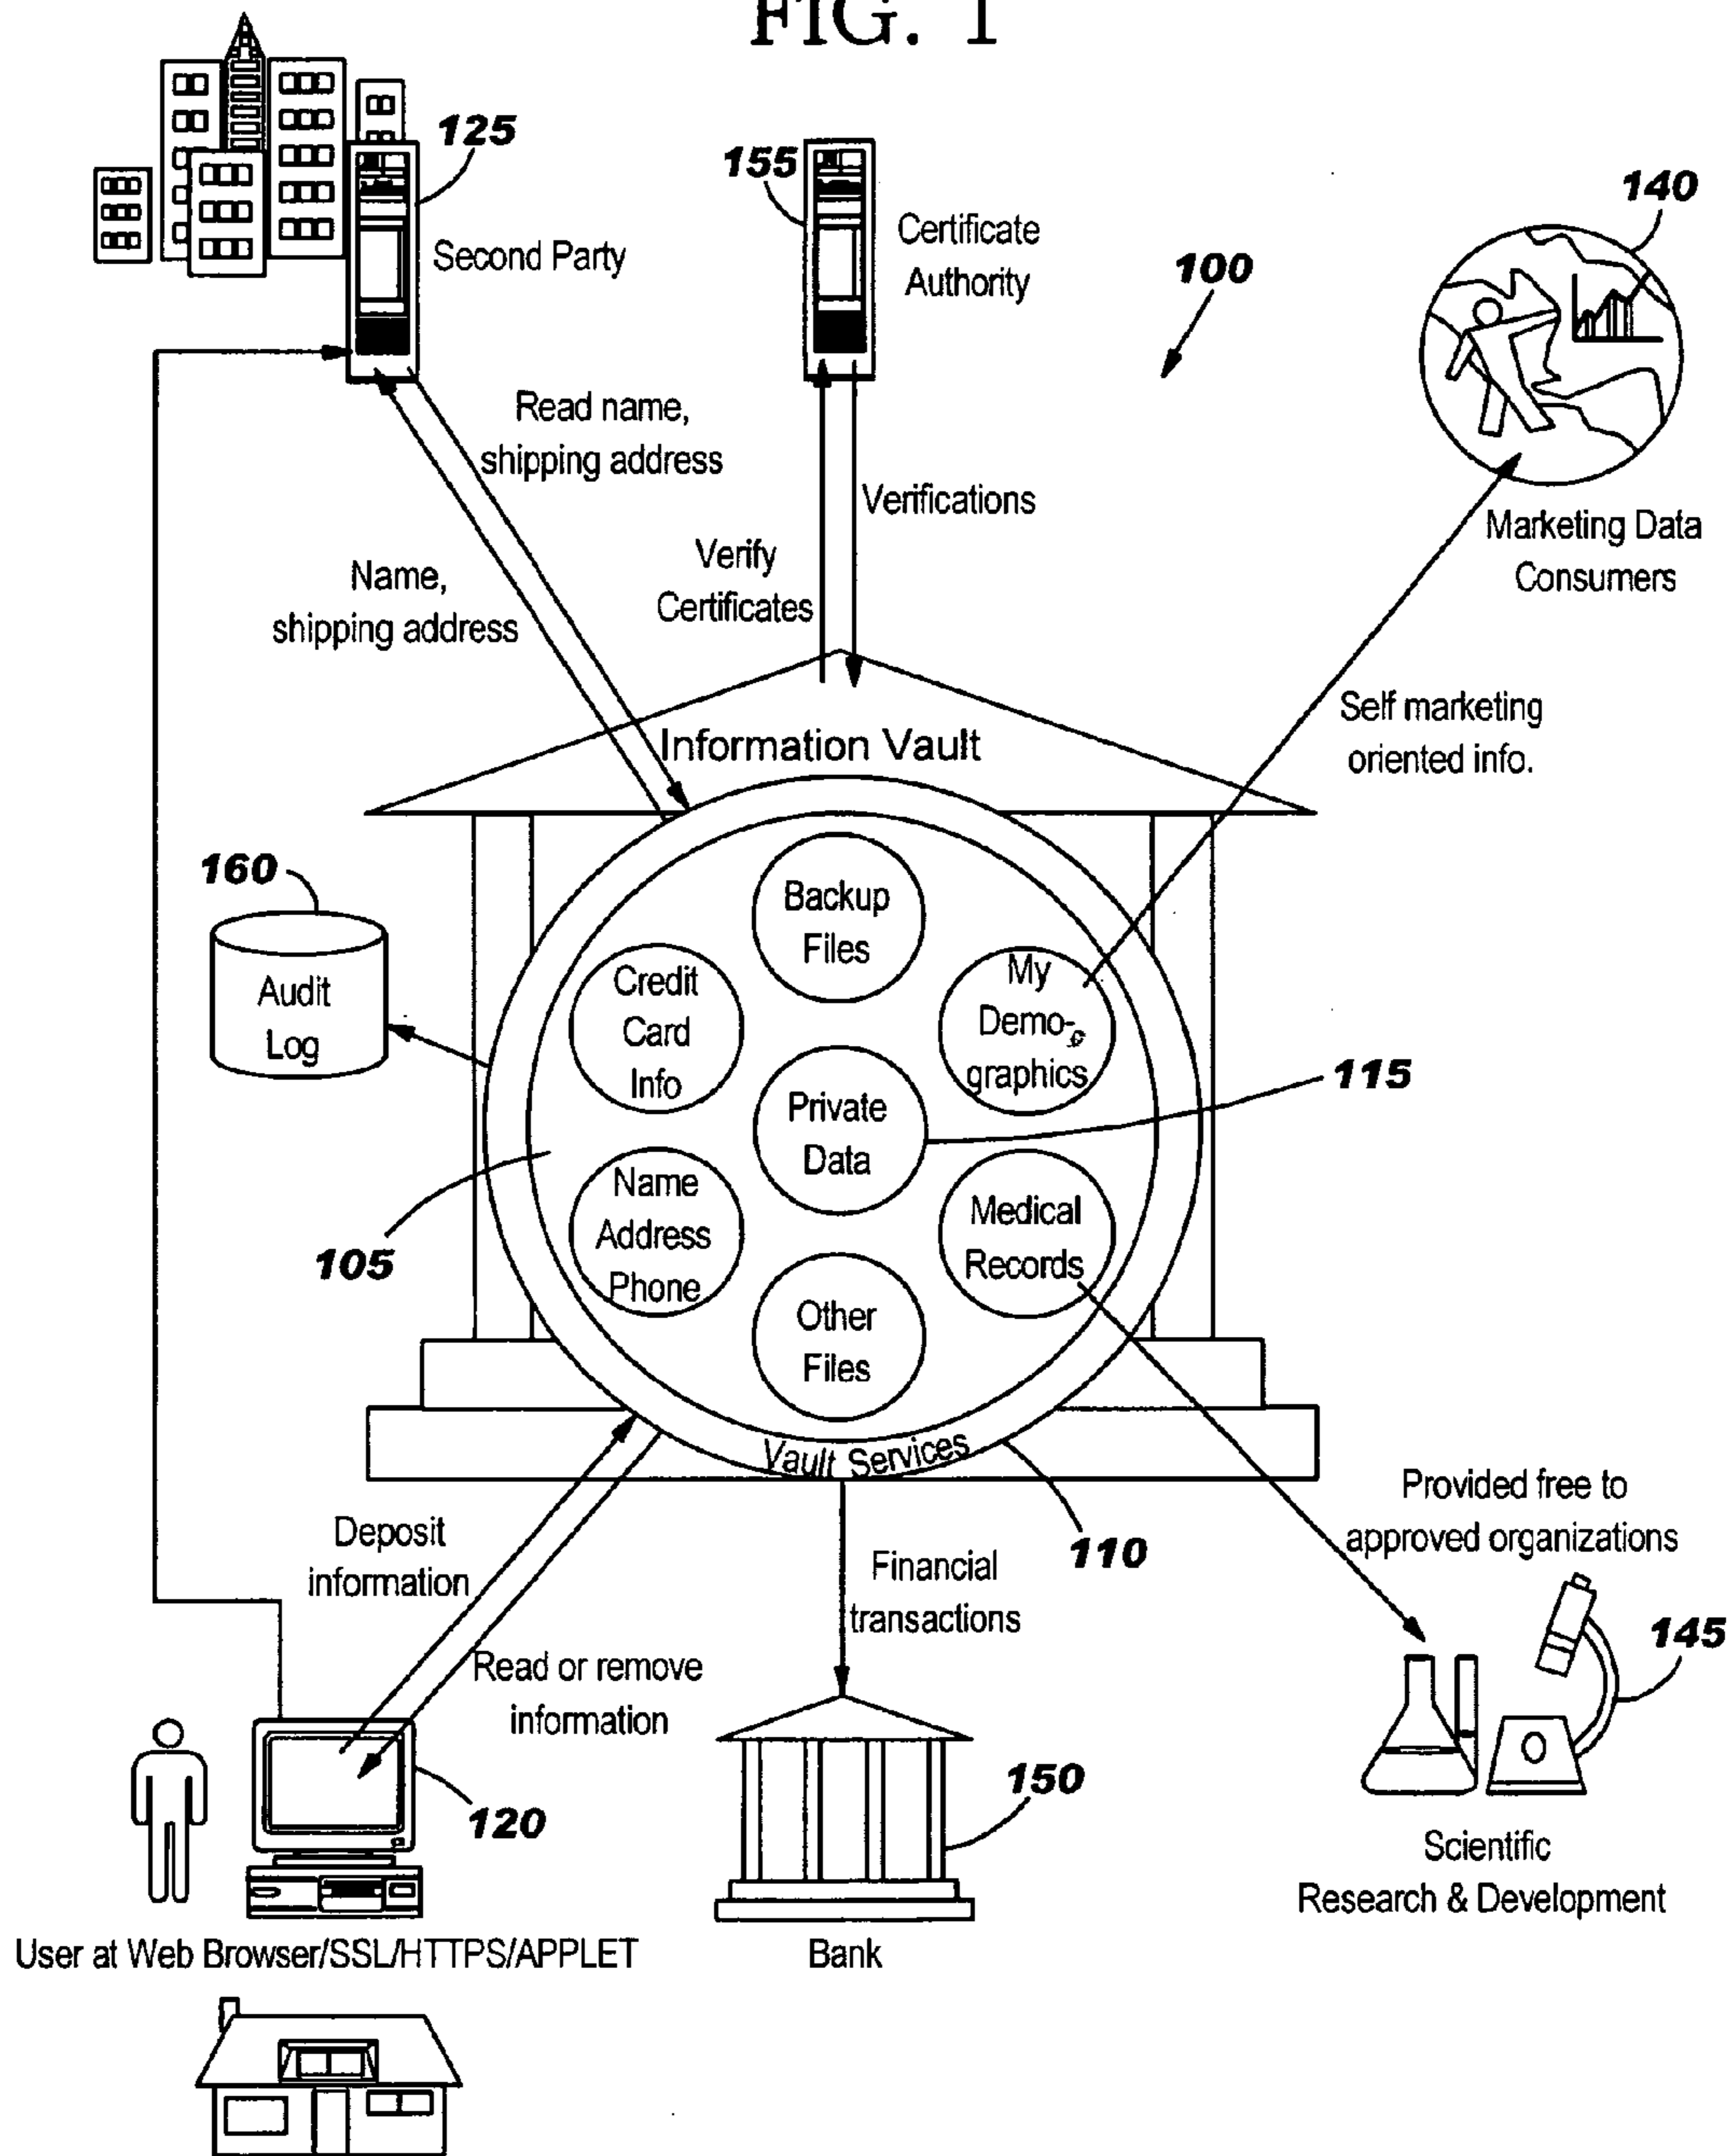 FIG. 1
125
Second Party
155
Certificate
Authority
100
140
Marketing Data
Consumers
Read name,
shipping address
Name,
shipping address
Verify
Certificates
Verifications
Self marketing
oriented info.
Information Vault
160
Audit
Log
Backup
Files
Credit
Card
Info
My
Demo-
graphics
Private
Data
115
Name
Address
Phone
Medical
Records
Other
Files
105
Vault Services
110
Deposit
information
Read or remove
information
Financial
transactions
Provided free to
approved organizations
145
120
150
Scientific
Research & Development
User at Web Browser/SSL/HTTPS/APPLET
Bank